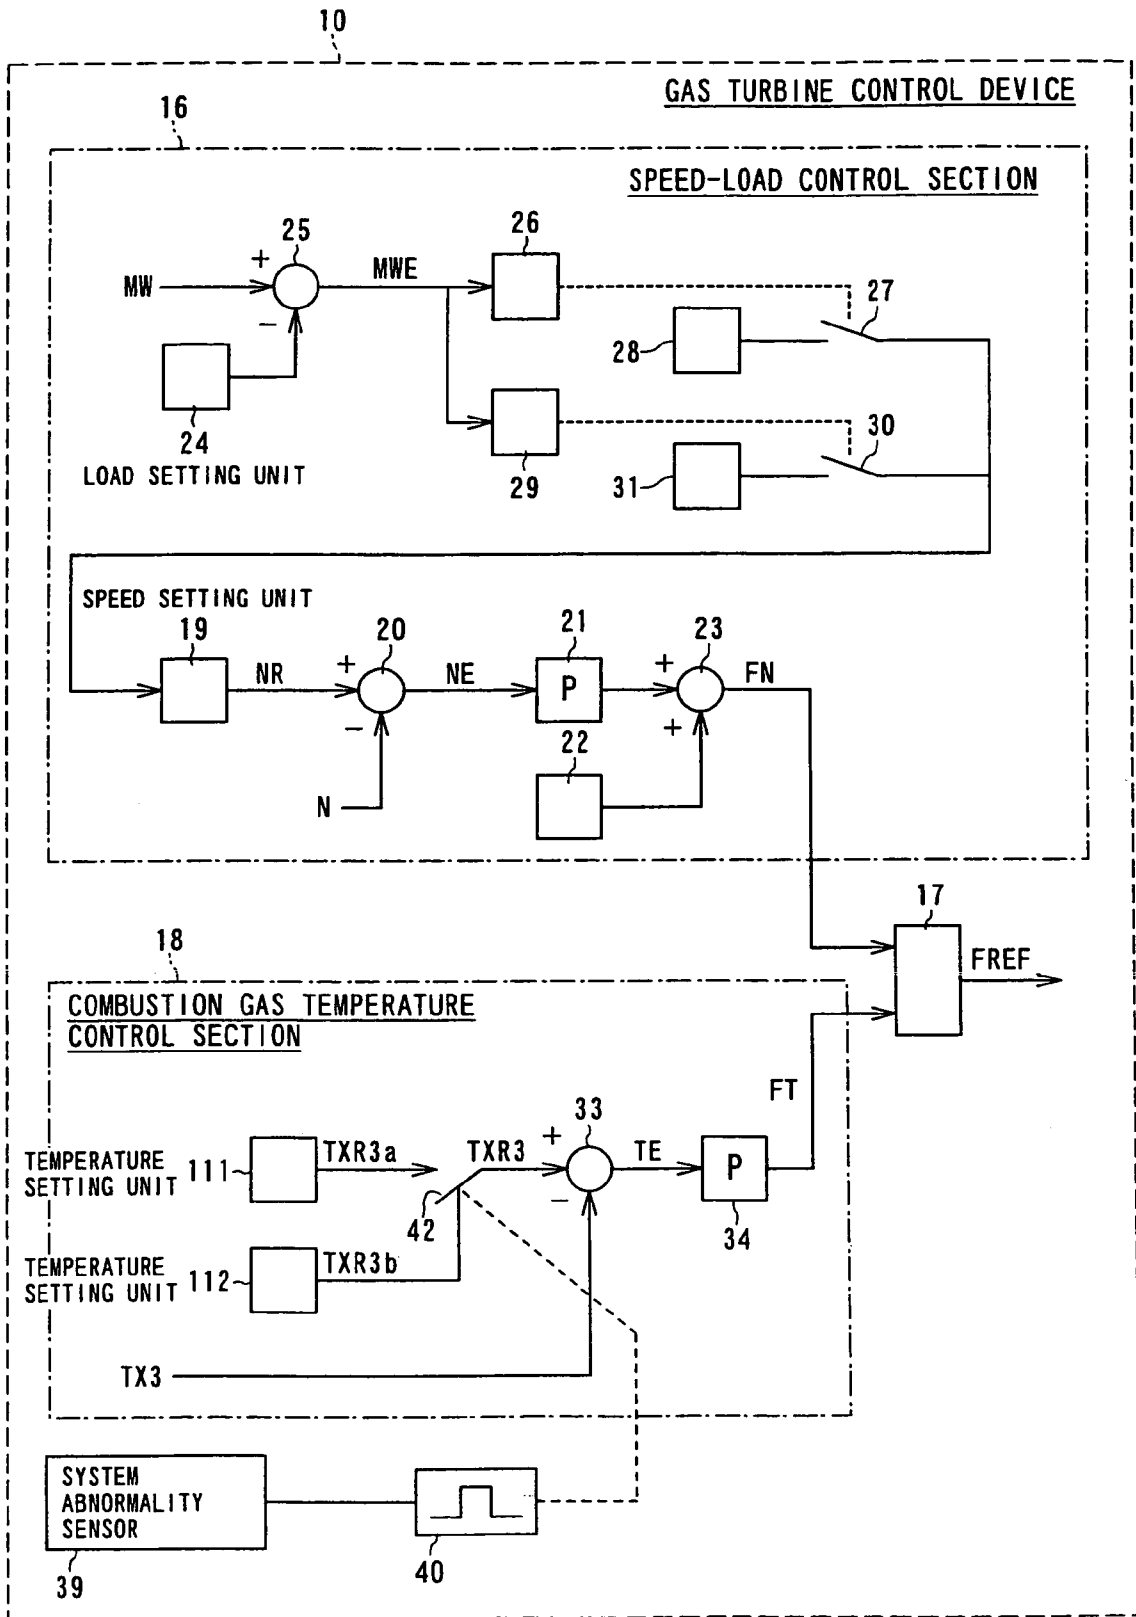 10
GAS TURBINE CONTROL DEVICE
16
SPEED-LOAD CONTROL SECTION
25
26
+
MW
MWE
27
−
28
24
30
LOAD SETTING UNIT
29
31
SPEED SETTING UNIT
19
20
21
23
+
NR
NE
P
+
FN
−
+
22
N
17
18
FREF
COMBUSTION GAS TEMPERATURE
CONTROL SECTION
FT
33
+
TXR3a
TXR3
TE
P
TEMPERATURE
SETTING UNIT
111
−
42
34
TEMPERATURE
SETTING UNIT
112
TXR3b
TX3
SYSTEM
ABNORMALITY
SENSOR
39
40